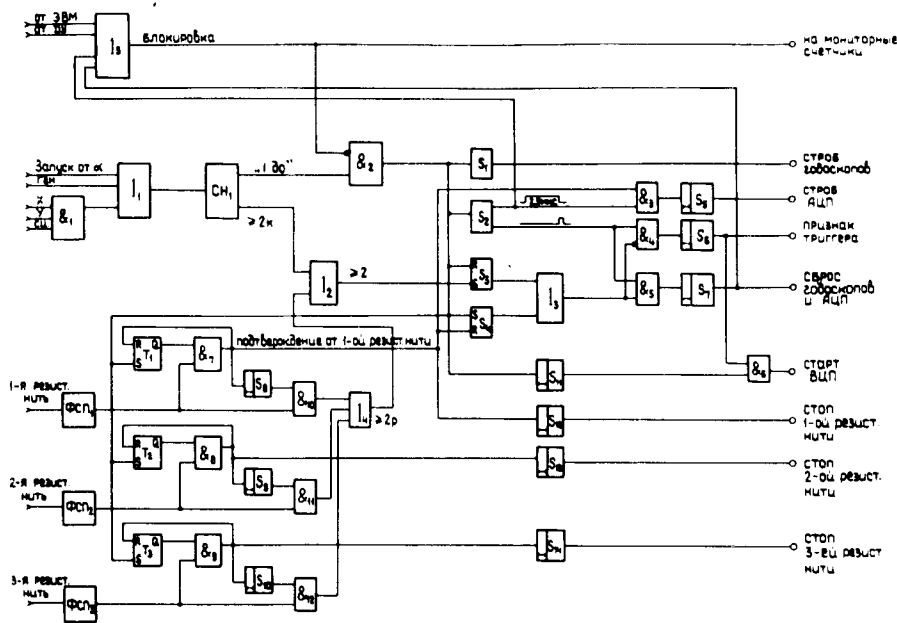 от ЭВМ
от ДУ
1₅
БЛОКИРОВКА
на мониторные
счетчики
Запуск от α
ген
X
У
СЦ
&₁
1₁
СН₁
„1 до"
≥2к
&₂
S₁
S₂
СТРОБ
годоскопов
&₃
S₅
СТРОБ
АЦП
&₄
S₆
ПРИЗНАК
триггера
&₅
S₇
СБРОС
годоскопов
и АЦП
1₂
≥2
R
S
S₃
1₃
S
R
подтверждение от 1-ой резист. нити
R Q
S T₁
&₇
S₈
&₁₀
1₄
≥2р
&₆
СТАРТ
ВЦП
1-я резист.
нить
ФСП₁
СТОП
1-ой резист.
нити
R Q
S T₂
&₈
S₉
&₁₁
СТОП
2-ой резист.
нити
2-я резист.
нить
ФСП₂
R Q
S T₃
&₉
S₁₀
&₁₂
S₁₄
СТОП
3-ей резист
нити
3-я резист.
нить
ФСП₃